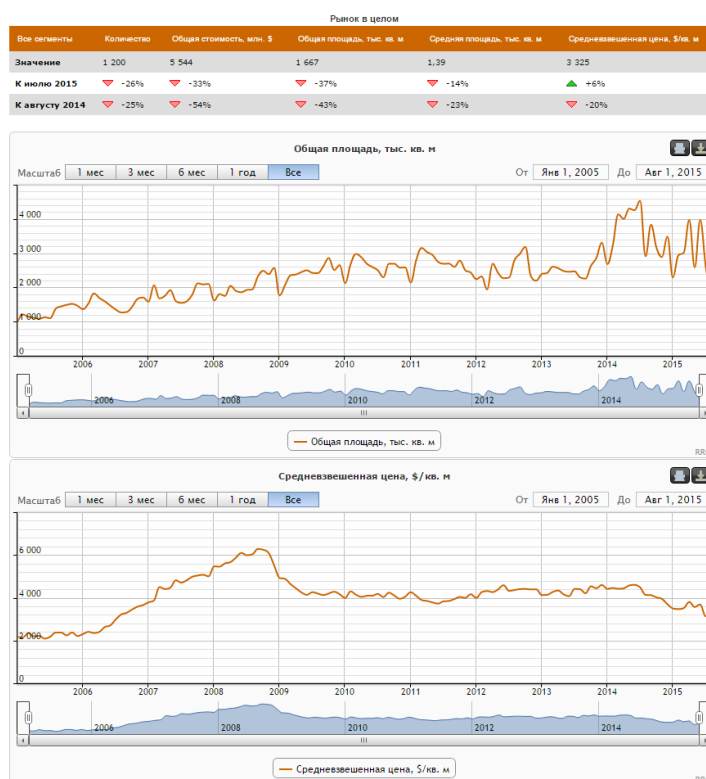 Рынок в целом
Все сегменты Количество Общая стоимость, млн. $ Общая площадь, тыс. кв. м Средняя площадь, тыс. кв. м Средневзвешенная цена, $/кв. м
Значение 1 200 5 544 1 667 1,39 3 325
К июлю 2015 -26% -33% -37% -14% +6%
К августу 2014 -25% -54% -43% -23% -20%
Общая площадь, тыс. кв. м
Масштаб 1 мес 3 мес 6 мес 1 год Все От Янв 1, 2005 До Авг 1, 2015
4 000
3 000
2 000
1 000
0
2006 2007 2008 2009 2010 2011 2012 2013 2014 2015
2006 2008 2010 2012 2014
Общая площадь, тыс. кв. м
Средневзвешенная цена, $/кв. м
Масштаб 1 мес 3 мес 6 мес 1 год Все От Янв 1, 2005 До Авг 1, 2015
6 000
4 000
2 000
0
2006 2007 2008 2009 2010 2011 2012 2013 2014 2015
2006 2008 2010 2012 2014
Средневзвешенная цена, $/кв. м